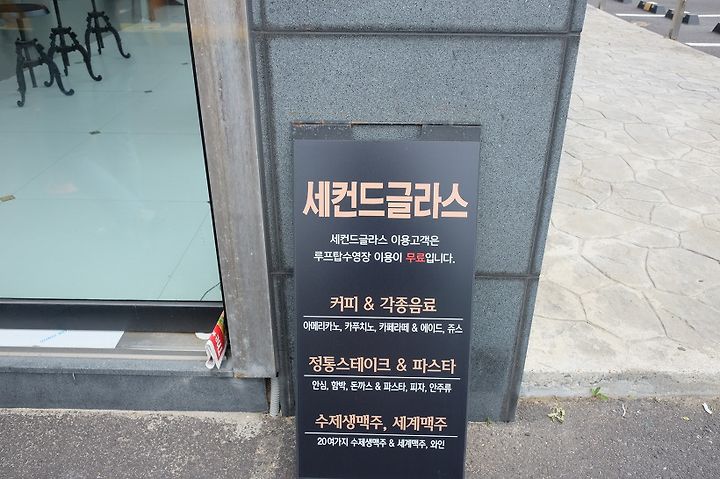 세컨드글라스
세컨드글라스 이용고객은
루프탑수영장 이용이 무료입니다.
커피 & 각종음료
아메리카노, 카푸치노, 카페라떼 & 에이드, 쥬스
정통스테이크 & 파스타
안심, 함박, 돈까스 & 파스타, 피자, 안주류
수제생맥주, 세계맥주
20여가지 수제생맥주 & 세계맥주, 와인